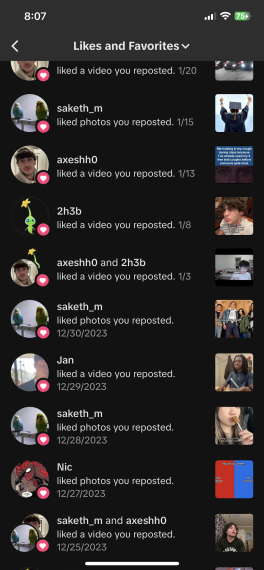 8:07
75
Likes and Favorites
liked a video you reposted. 1/20
saketh_m
liked photos you reposted. 1/15
axeshh0
liked a video you reposted. 1/13
2h3b
liked a video you reposted. 1/8
axeshh0 and 2h3b
liked a video you reposted. 1/3
saketh_m
liked photos you reposted.
12/30/2023
Jan
liked a video you reposted.
12/29/2023
saketh_m
liked photos you reposted.
12/28/2023
Nic
liked a video you reposted.
12/27/2023
saketh_m and axeshh0
liked a video you reposted.
12/25/2023